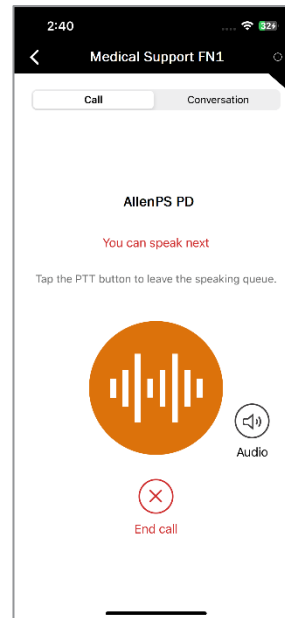 2:40
32
Medical Support FN1
Call
Conversation
AllenPS PD
You can speak next
Tap the PTT button to leave the speaking queue.
Audio
End call